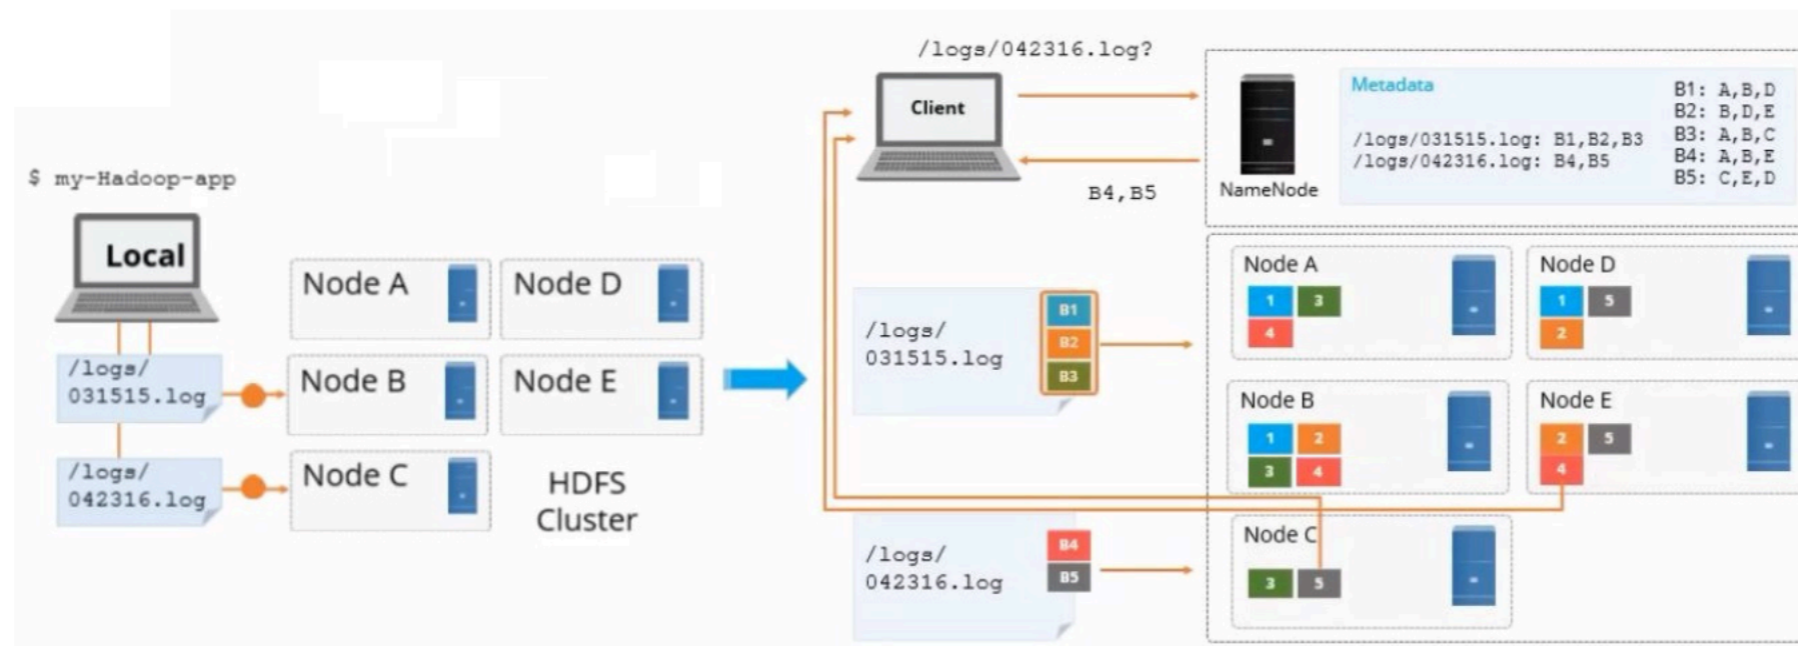 $ my-Hadoop-app
Local
/logs/
031515.log
/logs/
042316.log
Node A
Node D
Node B
Node E
Node C
HDFS
Cluster
/logs/042316.log?
Client
B4,B5
NameNode
Metadata
/logs/031515.log: B1,B2,B3
/logs/042316.log: B4,B5
B1: A,B,D
B2: B,D,E
B3: A,B,C
B4: A,B,E
B5: C,E,D
/logs/
031515.log
B1
B2
B3
/logs/
042316.log
B4
B5
Node A
1 3
4
Node D
1 5
2
Node B
1 2
3 4
Node E
2 5
4
Node C
3 5